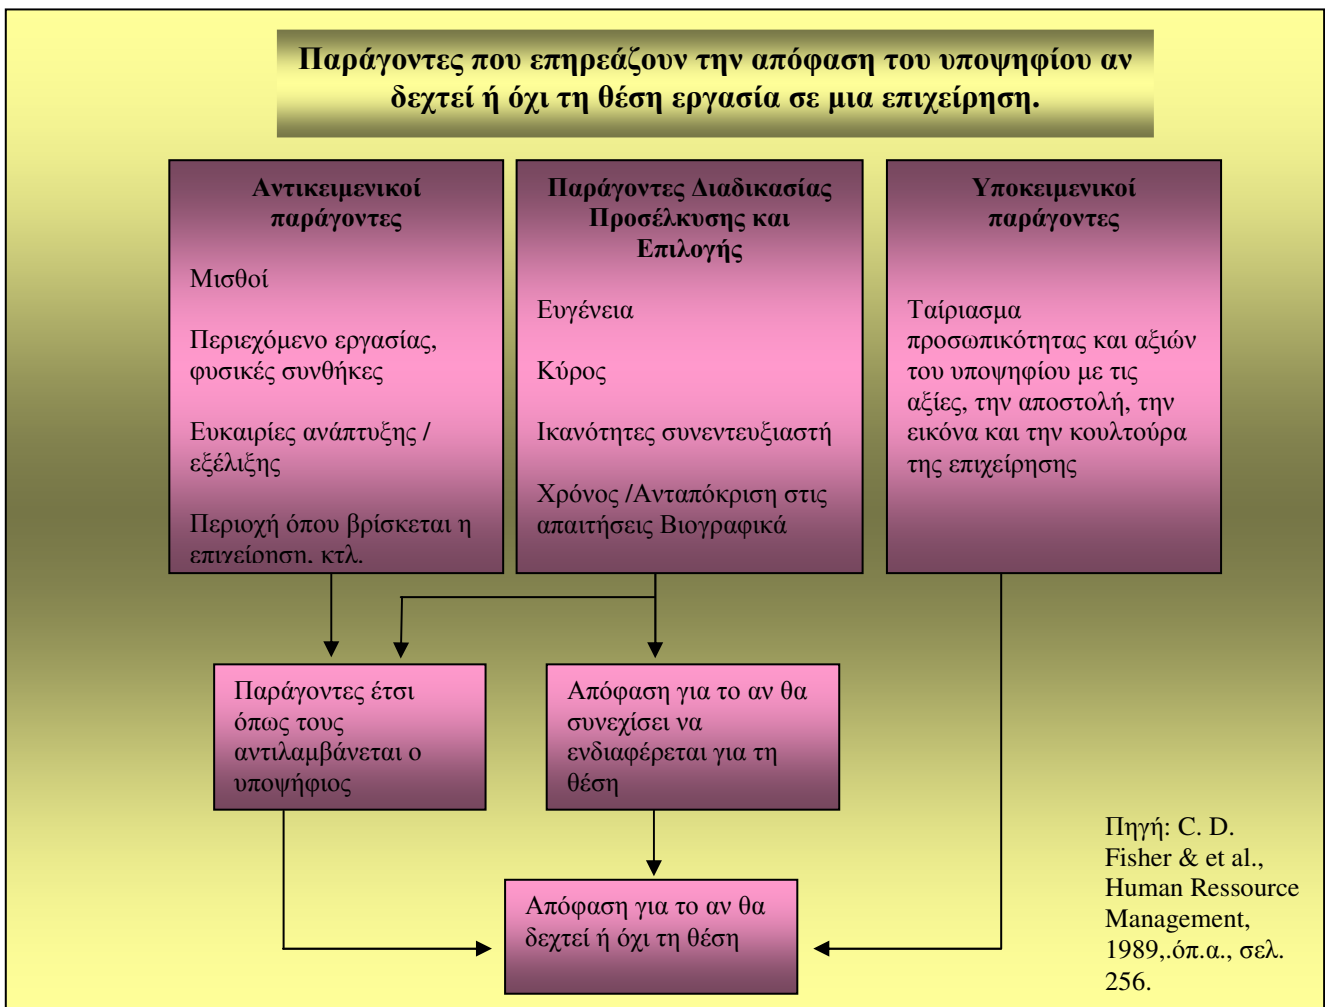 Παράγοντες που επηρεάζουν την απόφαση του υποψηφίου αν
δεχτεί ή όχι τη θέση εργασία σε μια επιχείρηση.
Αντικειμενικοί
παράγοντες
Μισθοί
Περιεχόμενο εργασίας,
φυσικές συνθήκες
Ευκαιρίες ανάπτυξης /
εξέλιξης
Περιοχή όπου βρίσκεται η
επιχείρηση, κτλ.
Παράγοντες Διαδικασίας
Προσέλκυσης και
Επιλογής
Ευγένεια
Κύρος
Ικανότητες συνεντευξιαστή
Χρόνος /Ανταπόκριση στις
απαιτήσεις Βιογραφικά
Υποκειμενικοί
παράγοντες
Ταίριασμα
προσωπικότητας και αξιών
του υποψηφίου με τις
αξίες, την αποστολή, την
εικόνα και την κουλτούρα
της επιχείρησης
Παράγοντες έτσι
όπως τους
αντιλαμβάνεται ο
υποψήφιος
Απόφαση για το αν θα
συνεχίσει να
ενδιαφέρεται για τη
θέση
Απόφαση για το αν θα
δεχτεί ή όχι τη θέση
Πηγή: C. D.
Fisher & et al.,
Human Ressource
Management,
1989,.όπ.α., σελ.
256.